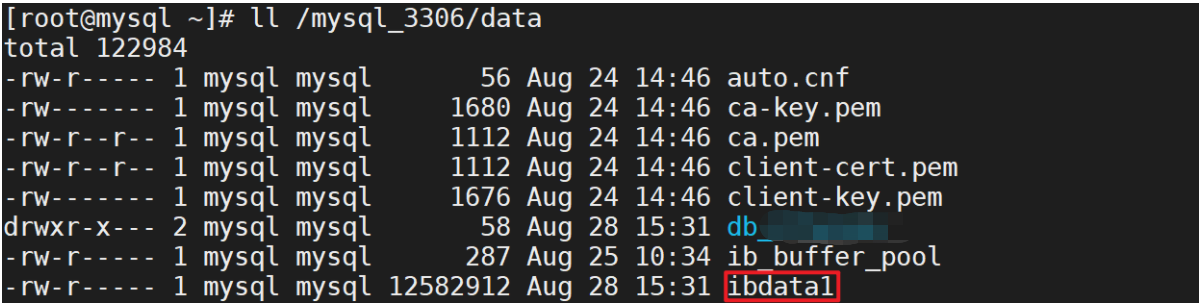 [root@mysql ~]# ll /mysql_3306/data
total 122984
-rw-r----- 1 mysql mysql       56 Aug 24 14:46 auto.cnf
-rw------- 1 mysql mysql     1680 Aug 24 14:46 ca-key.pem
-rw-r--r-- 1 mysql mysql     1112 Aug 24 14:46 ca.pem
-rw-r--r-- 1 mysql mysql     1112 Aug 24 14:46 client-cert.pem
-rw------- 1 mysql mysql     1676 Aug 24 14:46 client-key.pem
drwxr-x--- 2 mysql mysql       58 Aug 28 15:31 db_
-rw-r----- 1 mysql mysql      287 Aug 25 10:34 ib_buffer_pool
-rw-r----- 1 mysql mysql 12582912 Aug 28 15:31 ibdata1